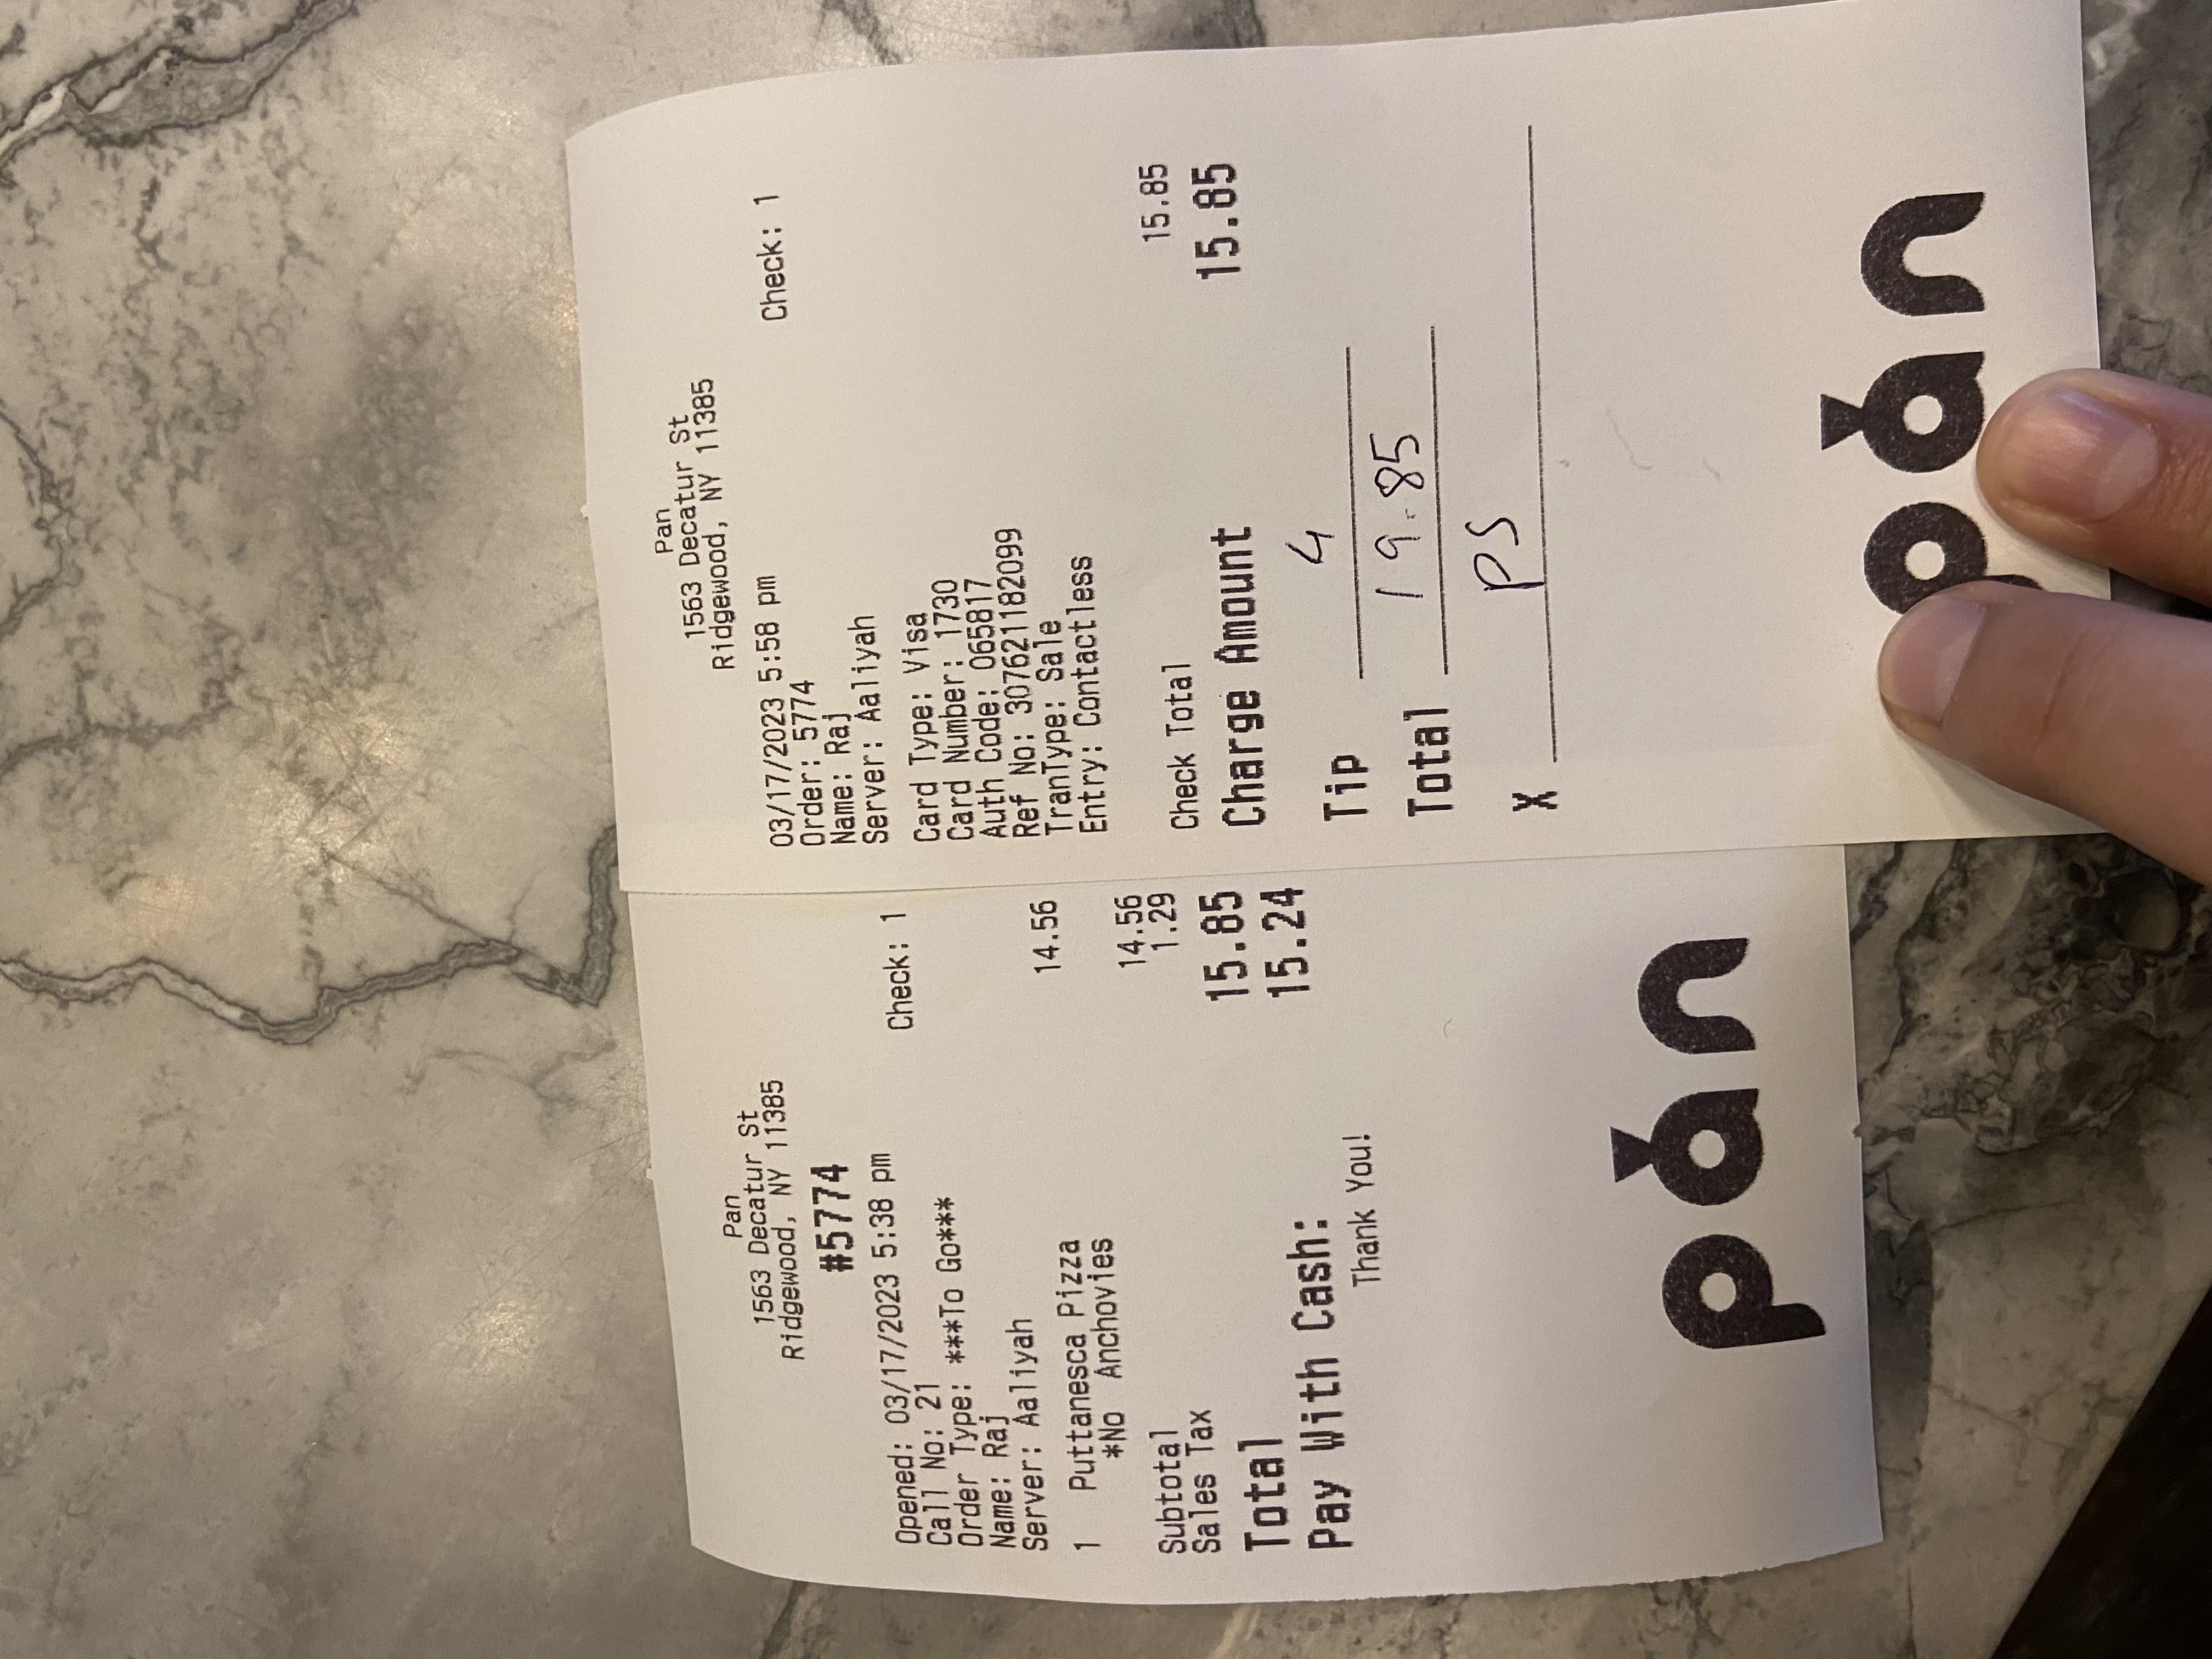 Pan
1563 Decatur St
Ridgewood, NY 11385
#5774
Opened: 03/17/2023 5:38 pm
Check: 1
Call No: 21
Order Type: ***To Go***
Name: Raj
Server: Aaliyah
1 Puttanesca Pizza 14.56
*No Anchovies
Subtotal 14.56
Sales Tax 1.29
Total 15.85
Pay With Cash: 15.24
Thank You!
pan
Pan
1563 Decatur St
Ridgewood, NY 11385
03/17/2023 5:58 pm
Check: 1
Order: 5774
Name: Raj
Server: Aaliyah
Card Type: Visa
Card Number: 1730
Auth Code: 065817
Ref No: 307621182099
TranType: Sale
Entry: Contactless
Check Total 15.85
Charge Amount 15.85
Tip 4
Total 19.85
X PS
pan